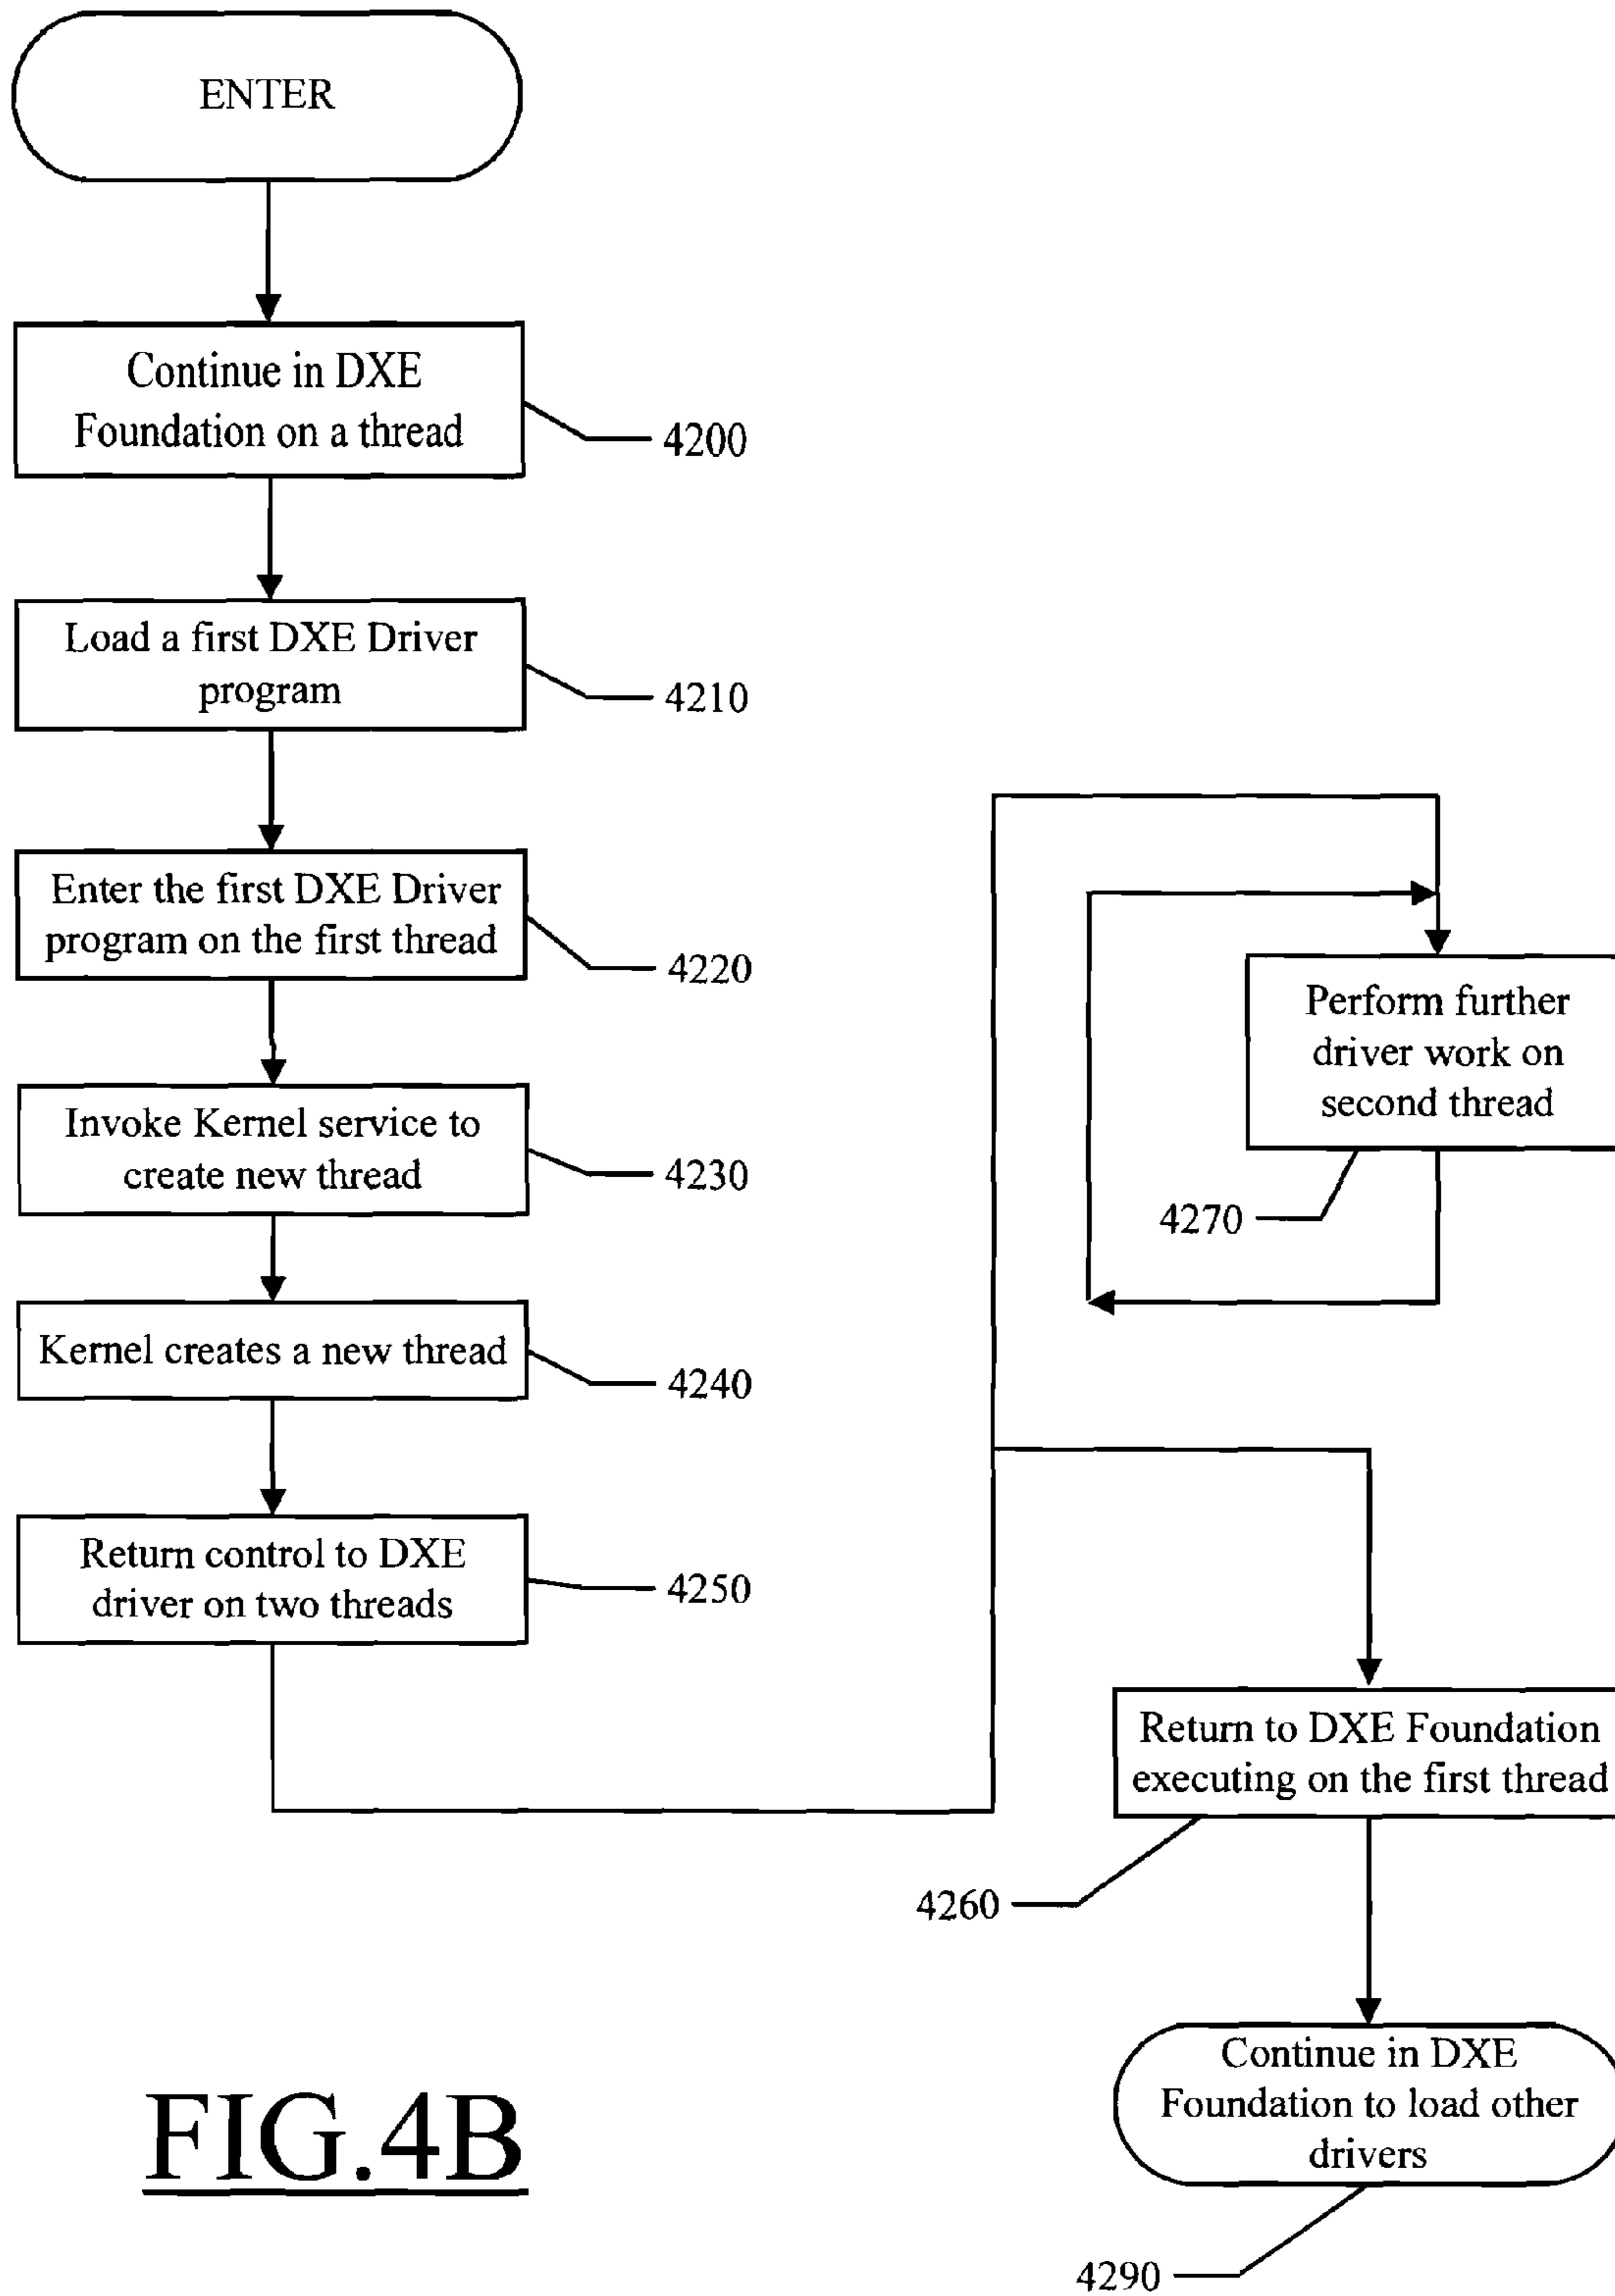 ENTER
Continue in DXE
Foundation on a thread
4200
Load a first DXE Driver
program
4210
Enter the first DXE Driver
program on the first thread
4220
Invoke Kernel service to
create new thread
4230
Kernel creates a new thread
4240
Return control to DXE
driver on two threads
4250
Perform further
driver work on
second thread
4270
Return to DXE Foundation
executing on the first thread
4260
Continue in DXE
Foundation to load other
drivers
4290
FIG.4B